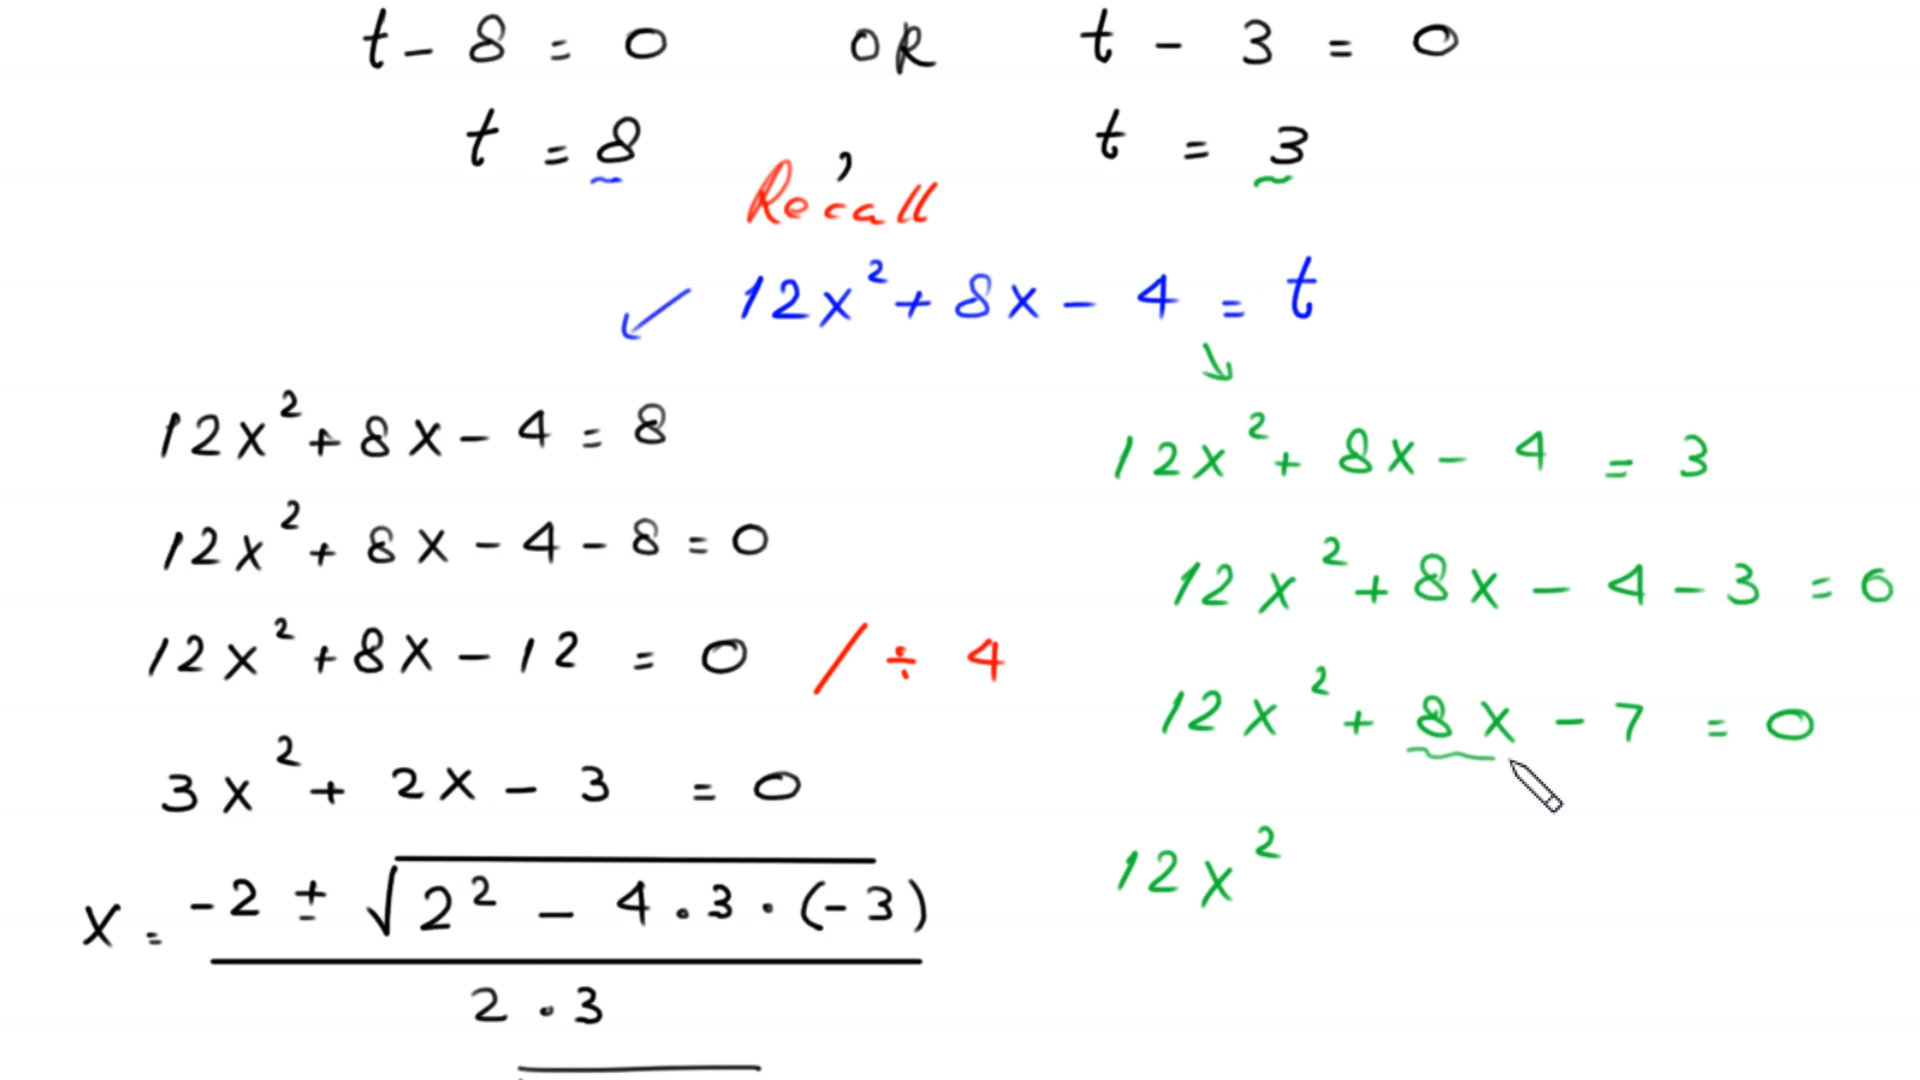 t - 8 = 0 OR t - 3 = 0
t = 8 , t = 3
Recall
12x² + 8x - 4 = t
12x² + 8x - 4 = 8
12x² + 8x - 4 - 8 = 0
12x² + 8x - 12 = 0 / ÷ 4
3x² + 2x - 3 = 0
x = (-2 ± √(2² - 4 · 3 · (-3))) / (2 · 3)
12x² + 8x - 4 = 3
12x² + 8x - 4 - 3 = 0
12x² + 8x - 7 = 0
12x²